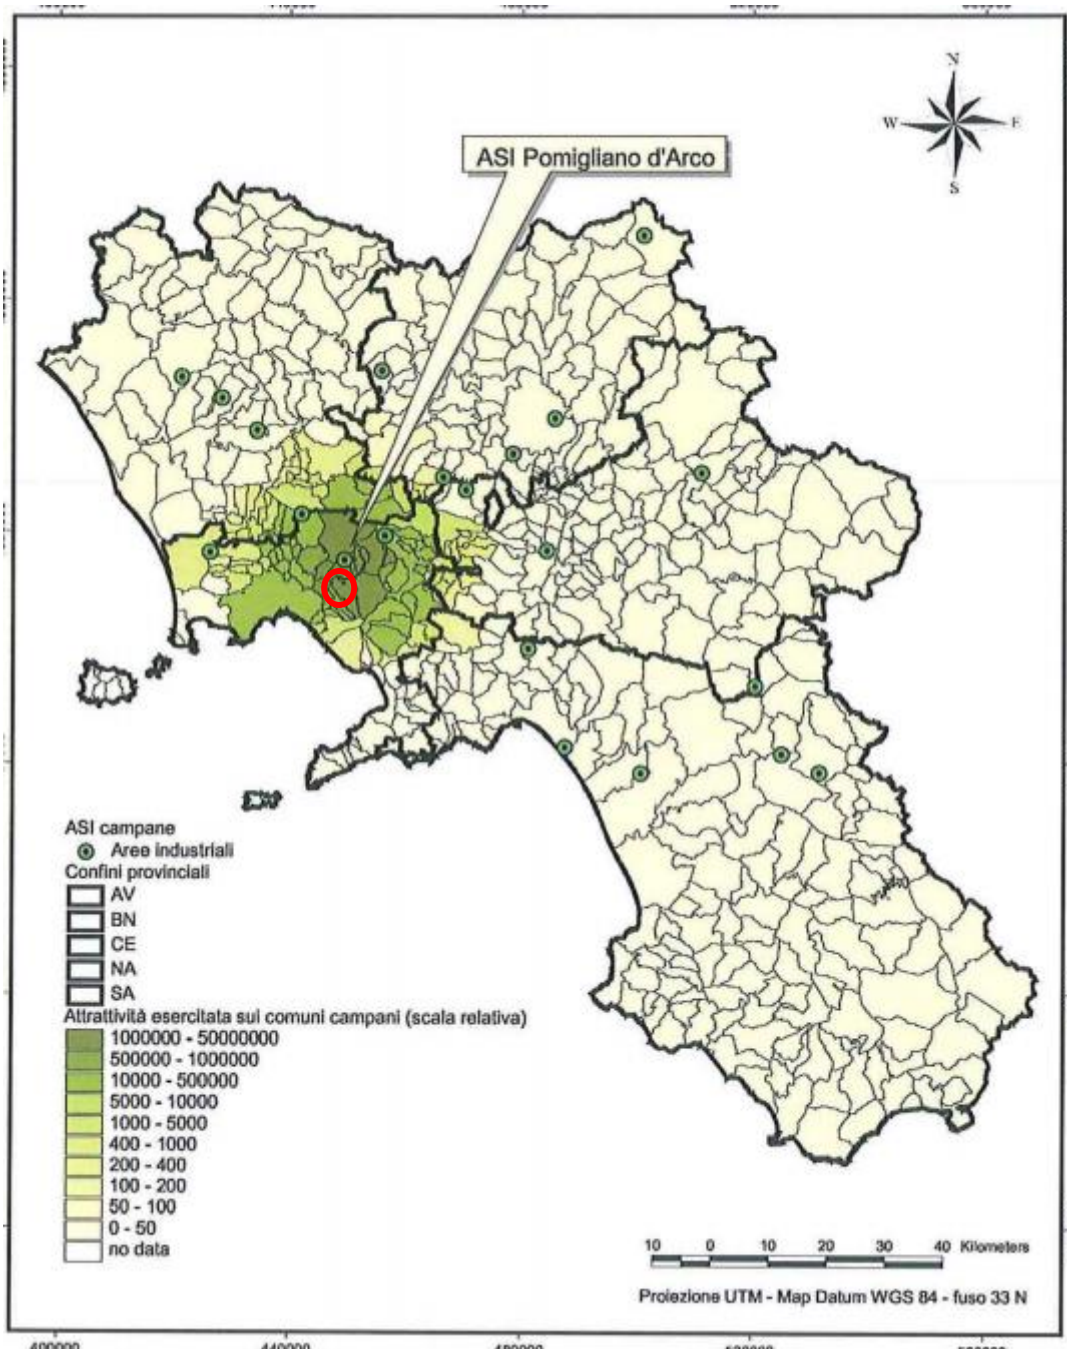 N
W E
S
ASI Pomigliano d'Arco
ASI campane
Aree industriali
Confini provinciali
AV
BN
CE
NA
SA
Attrattività esercitata sui comuni campani (scala relativa)
1000000 - 50000000
500000 - 1000000
10000 - 500000
5000 - 10000
1000 - 5000
400 - 1000
200 - 400
100 - 200
50 - 100
0 - 50
no data
10 0 10 20 30 40 Kilometers
Proiezione UTM - Map Datum WGS 84 - fuso 33 N